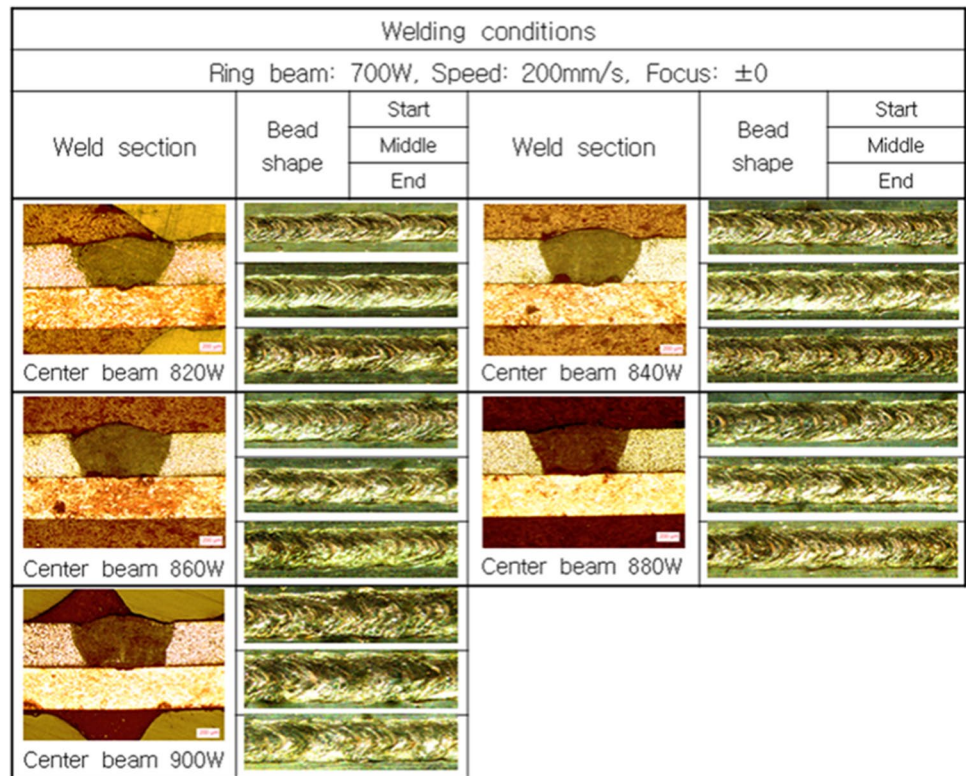 Welding conditions
Ring beam: 700W, Speed: 200mm/s, Focus: ±0
Weld section
Bead shape
Start
Middle
End
Weld section
Bead shape
Start
Middle
End
Center beam 820W
Center beam 840W
Center beam 860W
Center beam 880W
Center beam 900W